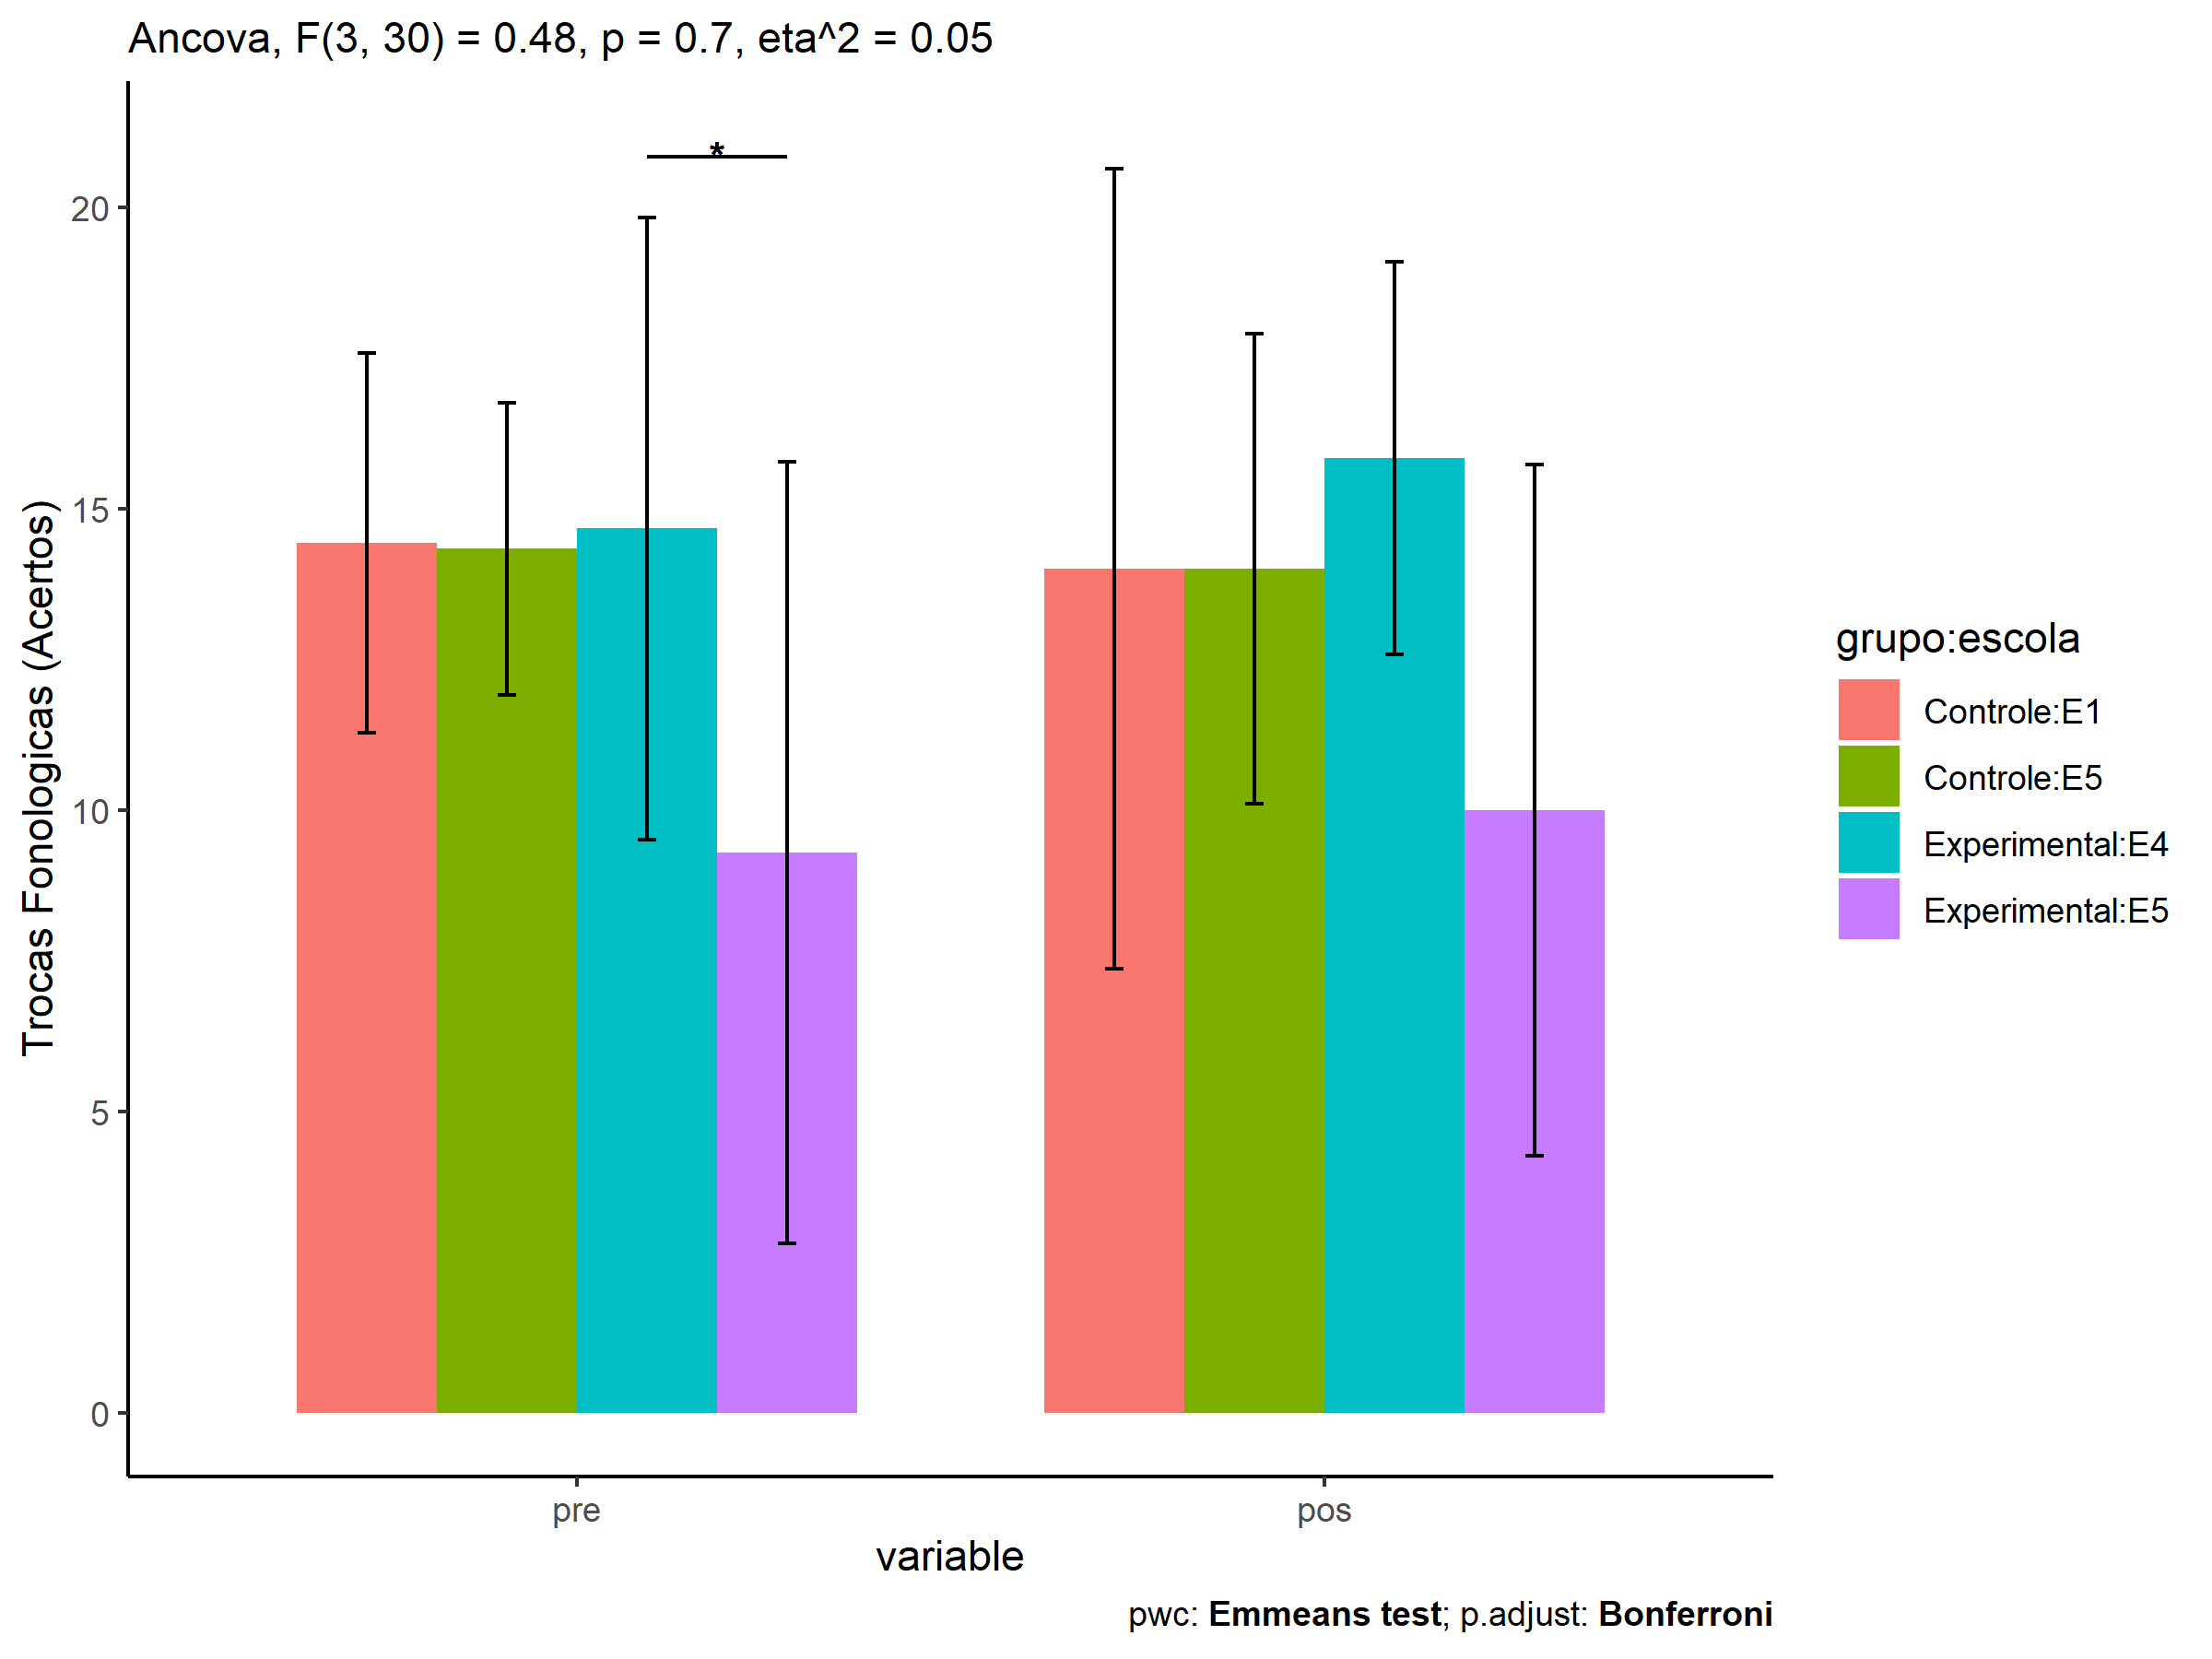 Ancova, F(3, 30) = 0.48, p = 0.7, eta^2 = 0.05
*
Trocas Fonologicas (Acertos)
20
15
10
5
0
pre
pos
variable
grupo:escola
Controle:E1
Controle:E5
Experimental:E4
Experimental:E5
pwc: Emmeans test; p.adjust: Bonferroni